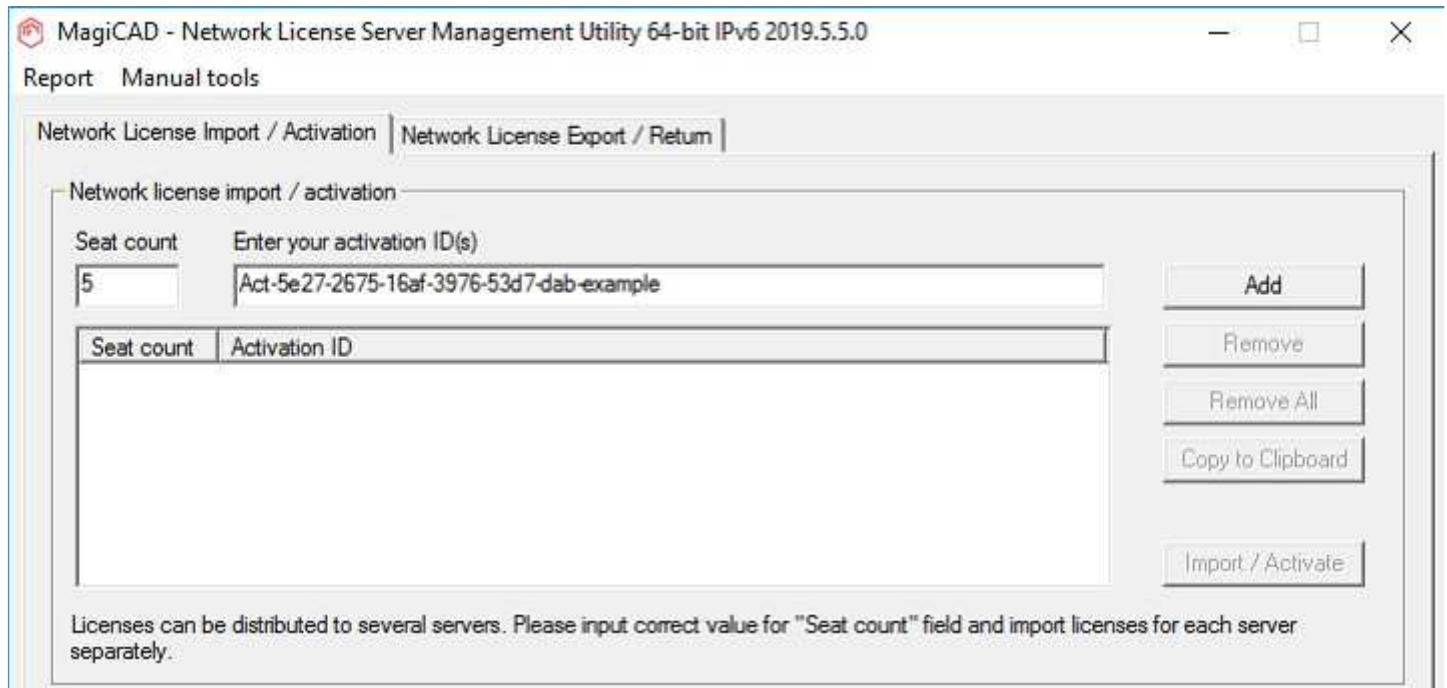 MagiCAD - Network License Server Management Utility 64-bit IPv6 2019.5.5.0
Report Manual tools
Network License Import / Activation Network License Export / Return
Network license import / activation
Seat count Enter your activation ID(s)
5 Act-5e27-2675-16af-3976-53d7-dab-example Add
Seat count Activation ID Remove
Remove All
Copy to Clipboard
Import / Activate
Licenses can be distributed to several servers. Please input correct value for "Seat count" field and import licenses for each server
separately.